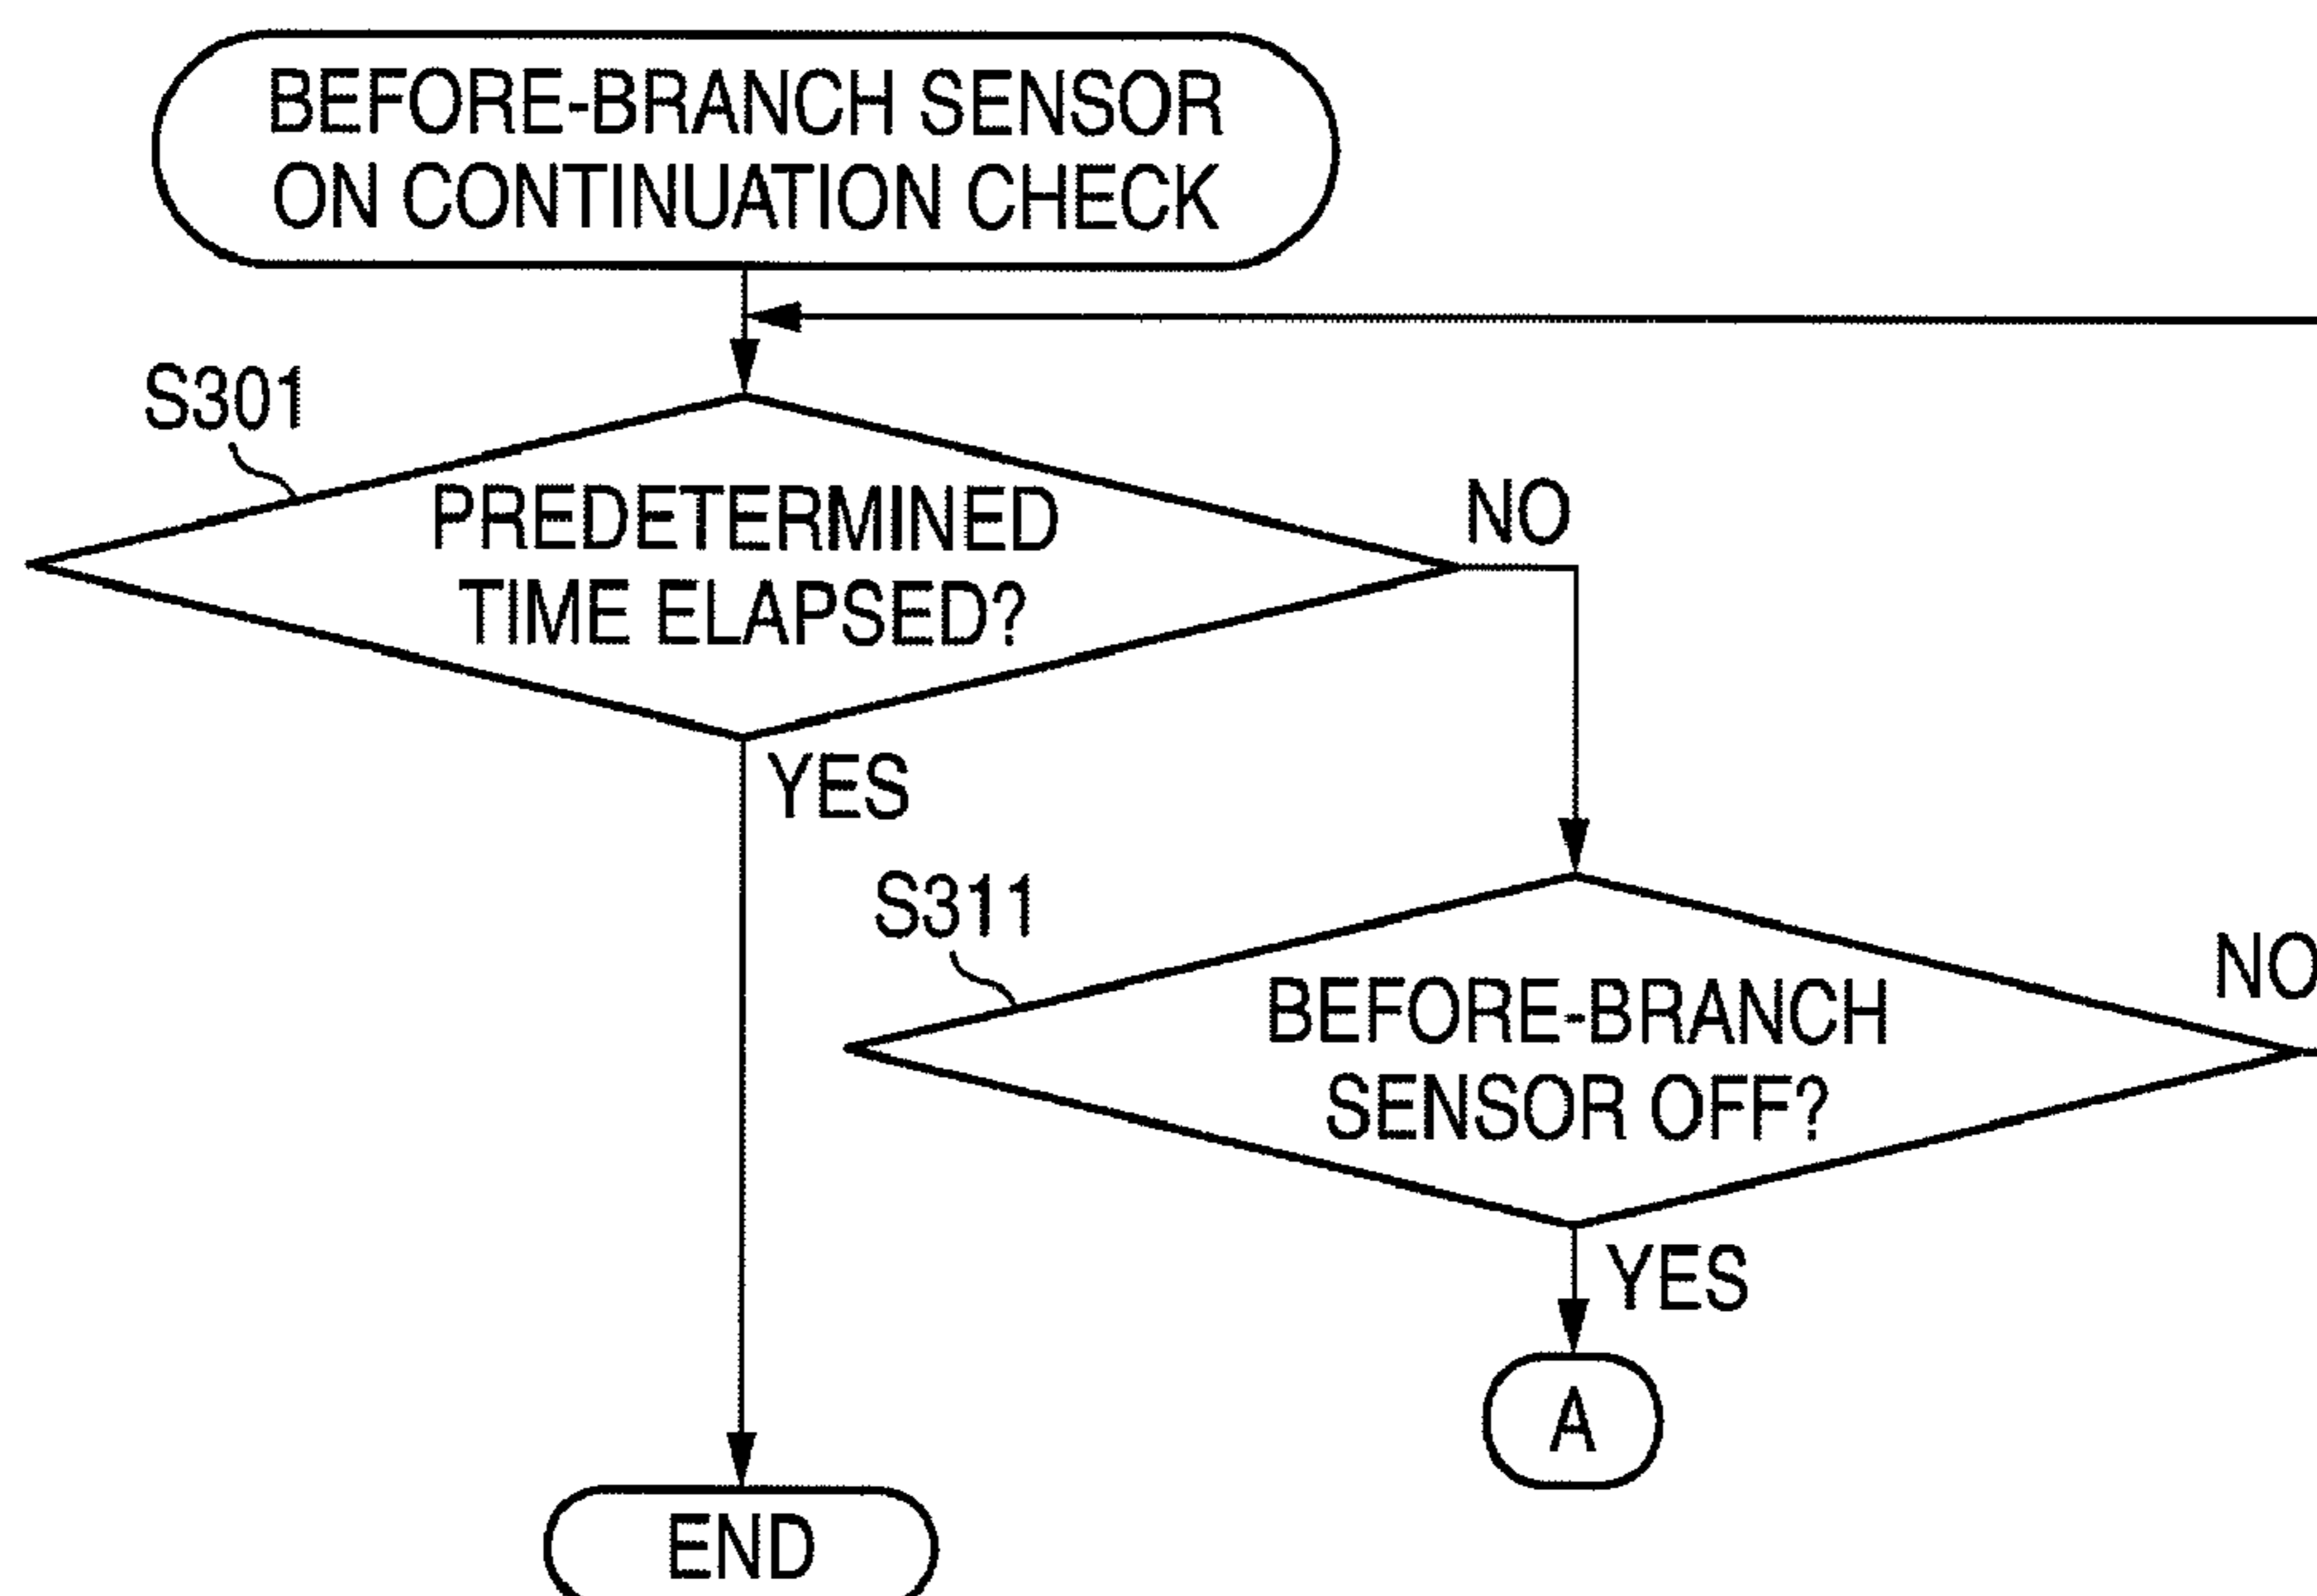 BEFORE-BRANCH SENSOR
ON CONTINUATION CHECK
S301
PREDETERMINED
TIME ELAPSED?
NO
YES
S311
BEFORE-BRANCH
SENSOR OFF?
NO
YES
A
END